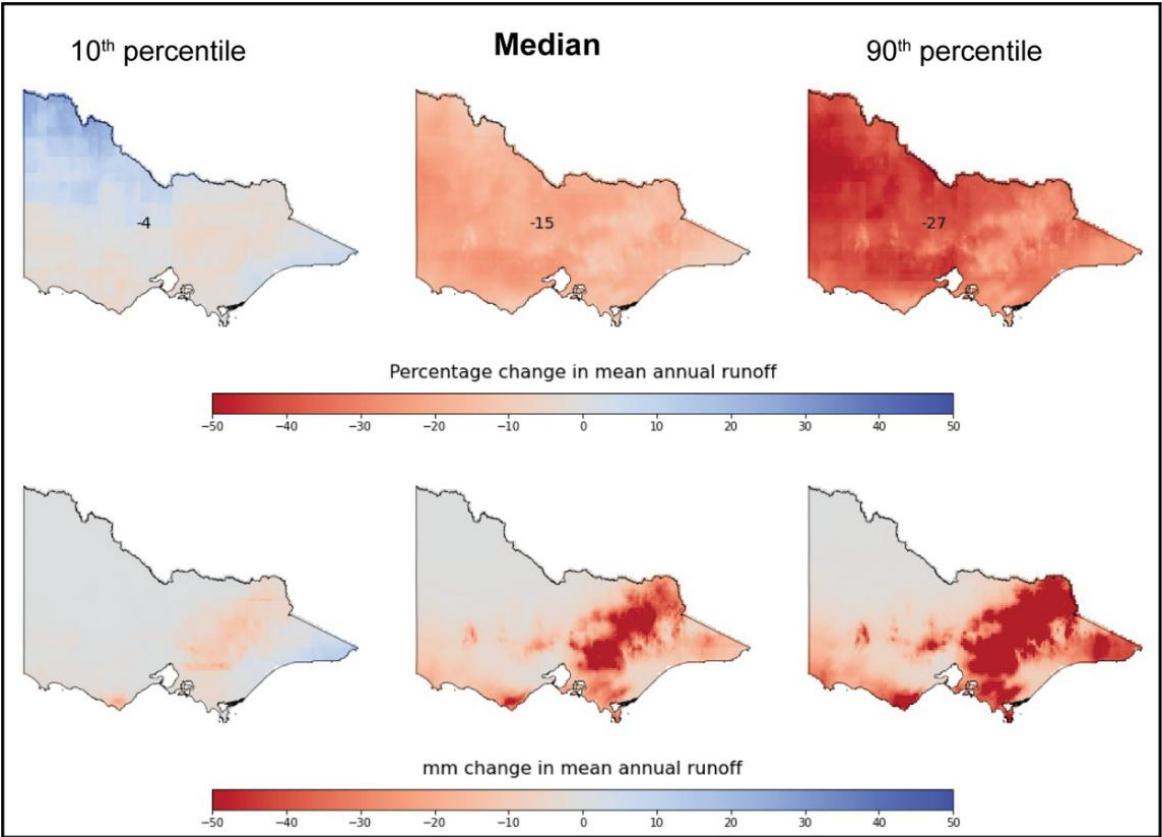 10th percentile
Median
90th percentile
-4
-15
-27
Percentage change in mean annual runoff
−50 −40 −30 −20 −10 0 10 20 30 40 50
mm change in mean annual runoff
−50 −40 −30 −20 −10 0 10 20 30 40 50